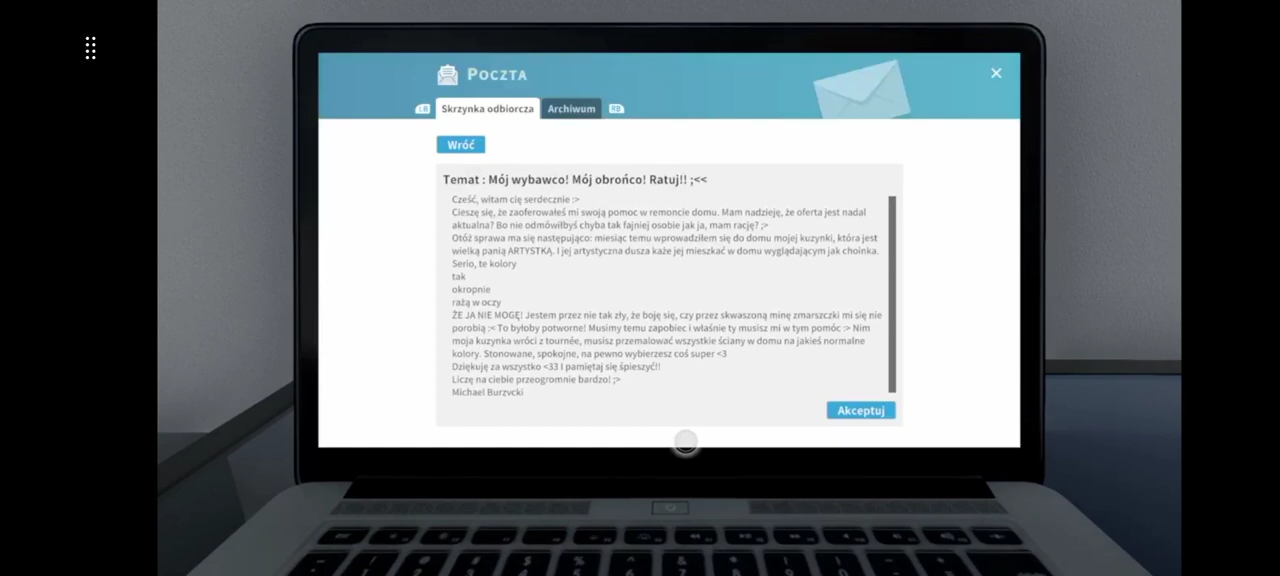 Poczta
LB Skrzynka odbiorcza Archiwum RB
Wróć
Temat : Mój wybawco! Mój obrońco! Ratuj!! ;<<
Cześć, witam cię serdecznie :>
Cieszę się, że zaoferowałeś mi swoją pomoc w remoncie domu. Mam nadzieję, że oferta jest nadal
aktualna? Bo nie odmówiłbyś chyba tak fajniej osobie jak ja, mam rację? ;>
Otóż sprawa ma się następująco: miesiąc temu wprowadziłem się do domu mojej kuzynki, która jest
wielką panią ARTYSTKĄ. I jej artystyczna dusza każe jej mieszkać w domu wyglądającym jak choinka.
Serio, te kolory
tak
okropnie
rażą w oczy
ŻE JA NIE MOGĘ! Jestem przez nie tak zły, że boję się, czy przez skwaszoną minę zmarszczki mi się nie
porobią :< To byłoby potworne! Musimy temu zapobiec i właśnie ty musisz mi w tym pomóc :> Nim
moja kuzynka wróci z tournée, musisz przemalować wszystkie ściany w domu na jakieś normalne
kolory. Stonowane, spokojne, na pewno wybierzesz coś super <3
Dziękuję za wszystko <33 I pamiętaj się śpieszyć!!
Liczę na ciebie przeogromnie bardzo! ;>
Michael Burzycki
Akceptuj